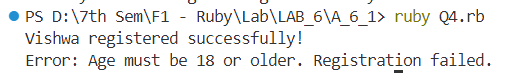 PS D:\7th Sem\F1 - Ruby\Lab\LAB_6\A_6_1> ruby Q4.rb
Vishwa registered successfully!
Error: Age must be 18 or older. Registration failed.